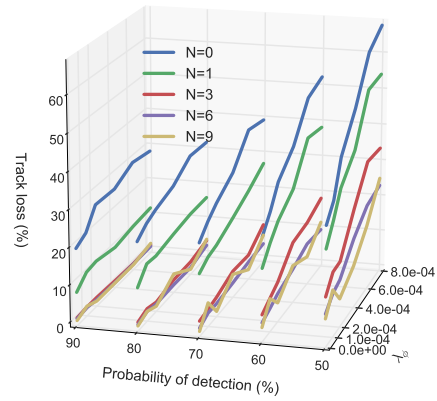 N=0
N=1
N=3
N=6
N=9
Track loss (%)
60
50
40
30
20
10
0
90
80
70
60
50
Probability of detection (%)
8.0e-04
6.0e-04
4.0e-04
2.0e-04
1.0e-04
0.0e+00